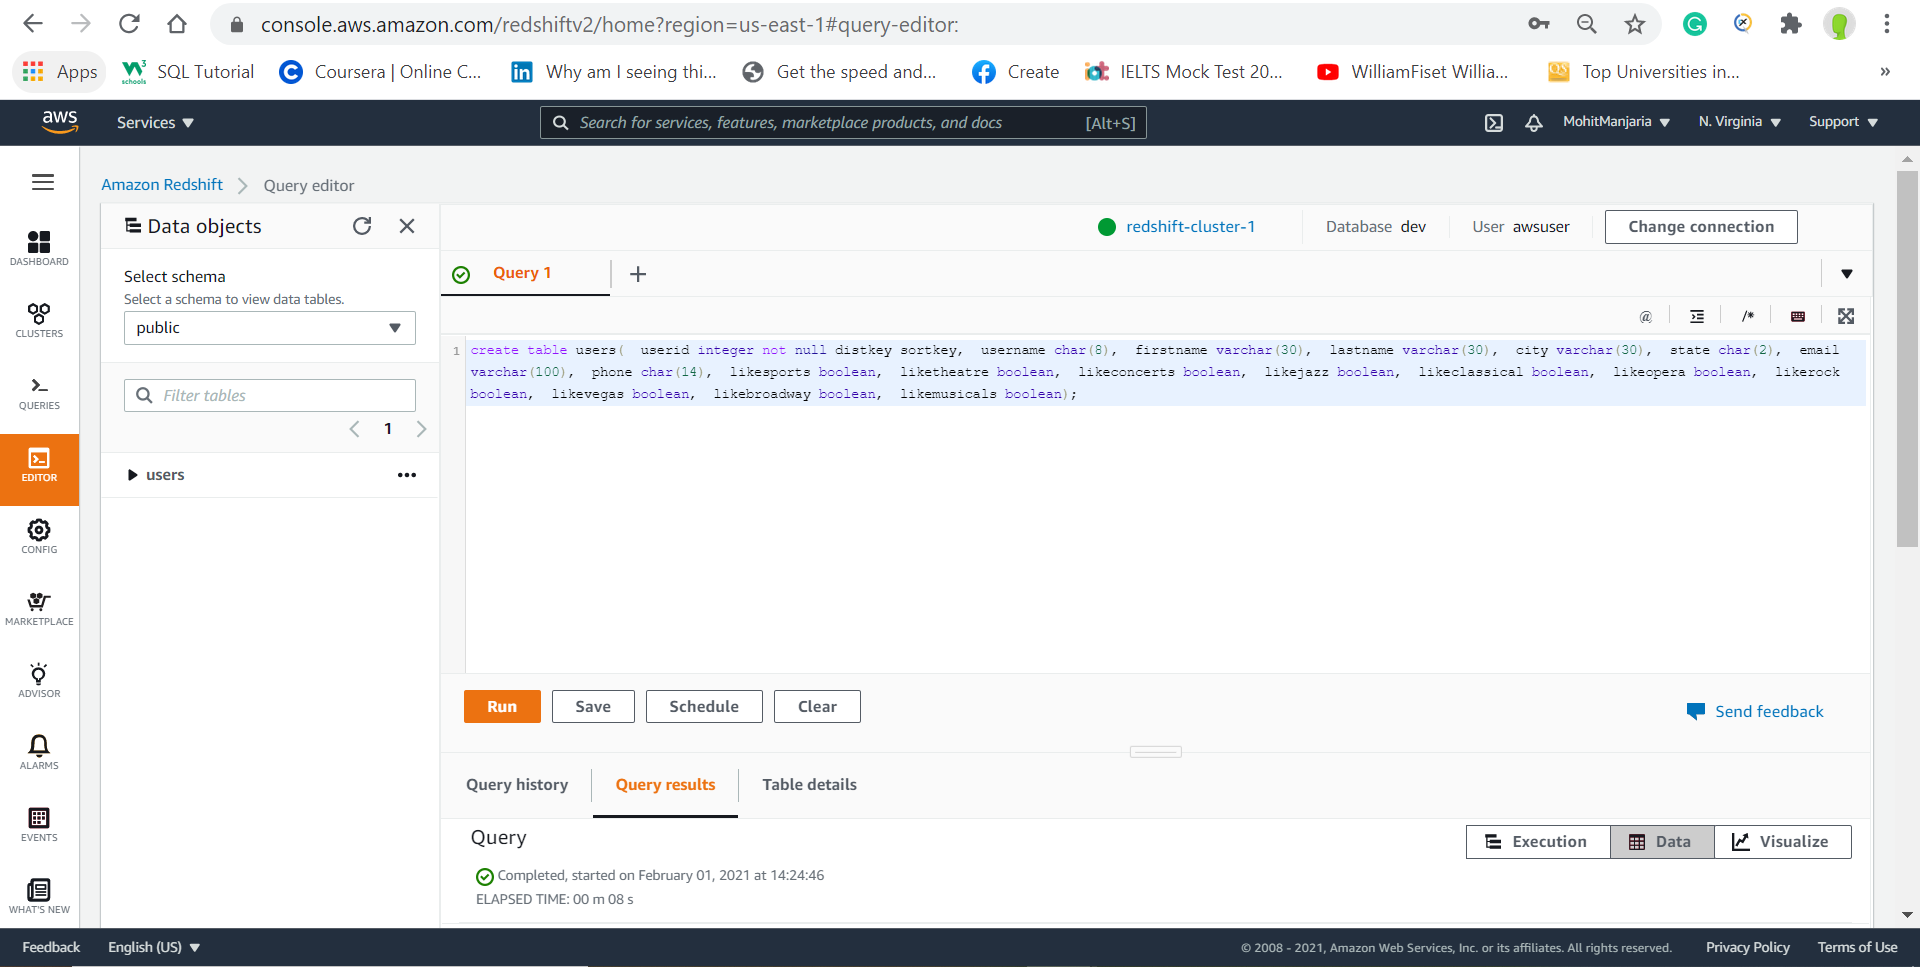 console.aws.amazon.com/redshiftv2/home?region=us-east-1#query-editor:
Apps W3 schools SQL Tutorial Coursera | Online C... Why am I seeing thi... Get the speed and... Create IELTS Mock Test 20... WilliamFiset Willia... QS Top Universities in... »
aws Services Search for services, features, marketplace products, and docs [Alt+S] MohitManjaria N. Virginia Support
Amazon Redshift Query editor
Data objects redshift-cluster-1 Database dev User awsuser Change connection
DASHBOARD
Select schema Query 1 +
Select a schema to view data tables.
public @ /*
CLUSTERS
1 create table users(  userid integer not null distkey sortkey,  username char(8),  firstname varchar(30),  lastname varchar(30),  city varchar(30),  state char(2),  email
varchar(100),  phone char(14),  likesports boolean,  liketheatre boolean,  likeconcerts boolean,  likejazz boolean,  likeclassical boolean,  likeopera boolean,  likerock
boolean,  likevegas boolean,  likebroadway boolean,  likemusicals boolean);
Filter tables
QUERIES
1
users •••
EDITOR
CONFIG
MARKETPLACE
ADVISOR
Run Save Schedule Clear Send feedback
ALARMS
Query history Query results Table details
EVENTS
Query Execution Data Visualize
Completed, started on February 01, 2021 at 14:24:46
ELAPSED TIME: 00 m 08 s
WHAT'S NEW
Feedback English (US) © 2008 - 2021, Amazon Web Services, Inc. or its affiliates. All rights reserved. Privacy Policy Terms of Use